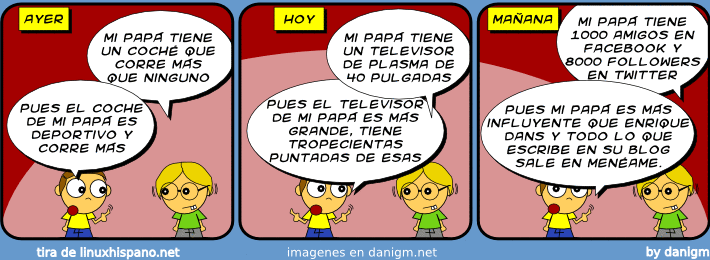 AYER
MI PAPÁ TIENE
UN COCHÉ QUE
CORRE MÁS
QUE NINGUNO
PUES EL COCHE
DE MI PAPÁ ES
DEPORTIVO Y
CORRE MÁS
HOY
MI PAPÁ TIENE
UN TELEVISOR
DE PLASMA DE
40 PULGADAS
PUES EL TELEVISOR
DE MI PAPÁ ES MÁS
GRANDE, TIENE
TROPECIENTAS
PUNTADAS DE ESAS
MAÑANA
MI PAPÁ TIENE
1000 AMIGOS EN
FACEBOOK Y
8000 FOLLOWERS
EN TWITTER
PUES MI PAPÁ ES MÁS
INFLUYENTE QUE ENRIQUE
DANS Y TODO LO QUE
ESCRIBE EN SU BLOG
SALE EN MENÉAME.
tira de linuxhispano.net
imagenes en danigm.net
by danigm